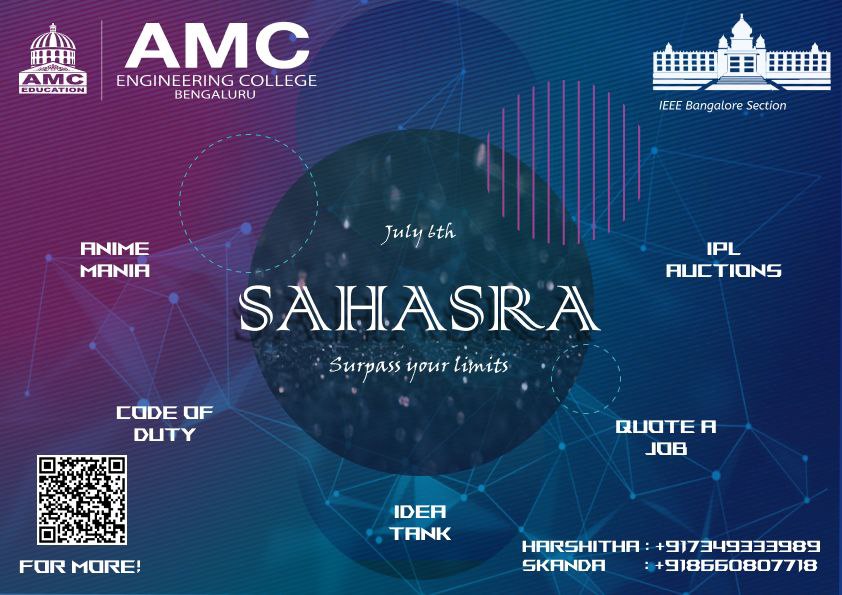 AMC
EDUCATION
AMC
ENGINEERING COLLEGE
BENGALURU
IEEE Bangalore Section
July 6th
ANIME
MANIA
IPL
AUCTIONS
SAHASRA
Surpass your limits
CODE OF
DUTY
QUOTE A
JOB
IDEA
TANK
FOR MORE!
HARSHITHA : +917349333989
SKANDA : +918660807718